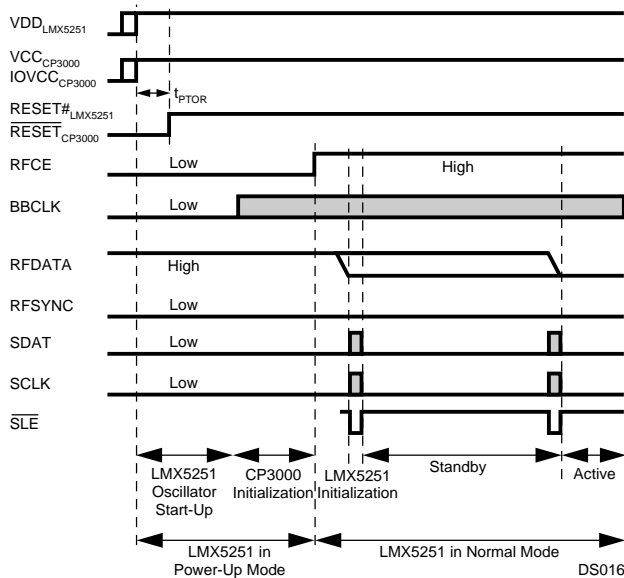 VDD LMX5251
VCC CP3000
IOVCC CP3000
t PTOR
RESET# LMX5251
RESET CP3000
RFCE Low High
BBCLK Low
RFDATA High
RFSYNC Low
SDAT Low
SCLK Low
SLE
LMX5251 Oscillator Start-Up
CP3000 Initialization
LMX5251 Initialization
Standby
Active
LMX5251 in Power-Up Mode
LMX5251 in Normal Mode
DS016